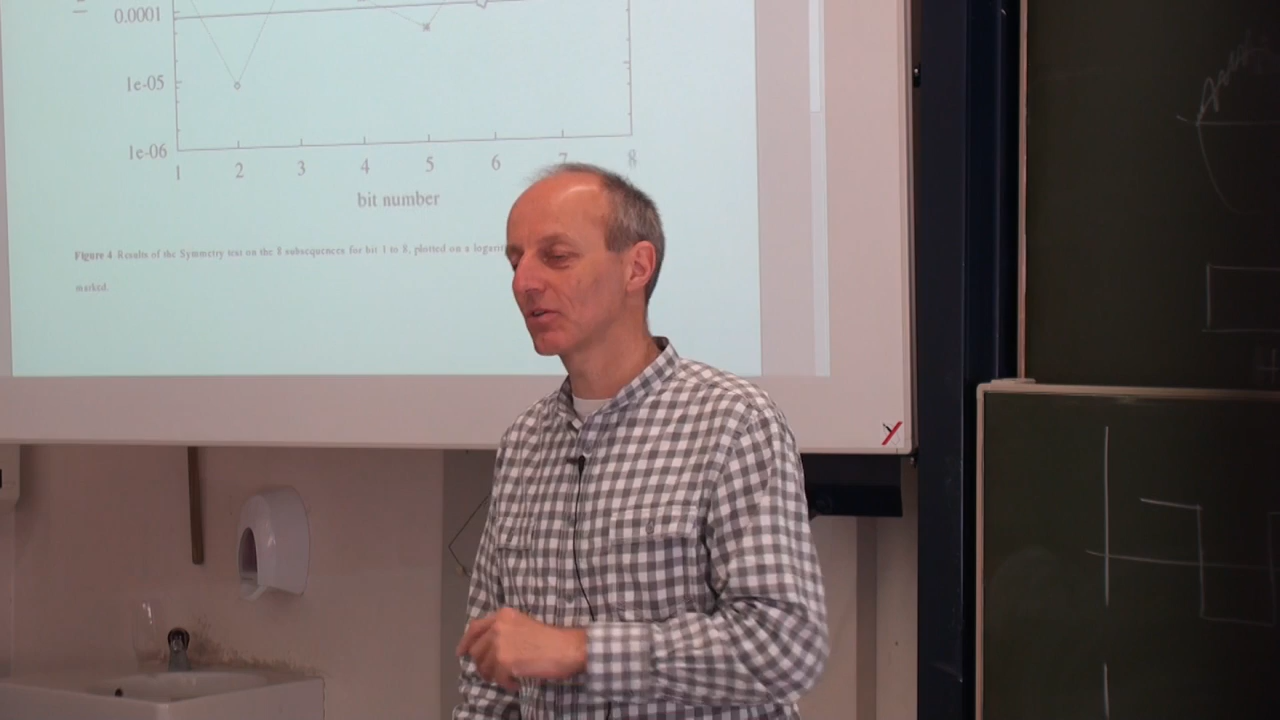 0.0001
1e-05
1e-06
1 2 3 4 5 6 7 8
bit number
Figure 4 Results of the Symmetry test on the 8 subsequences for bit 1 to 8, plotted on a
marked.